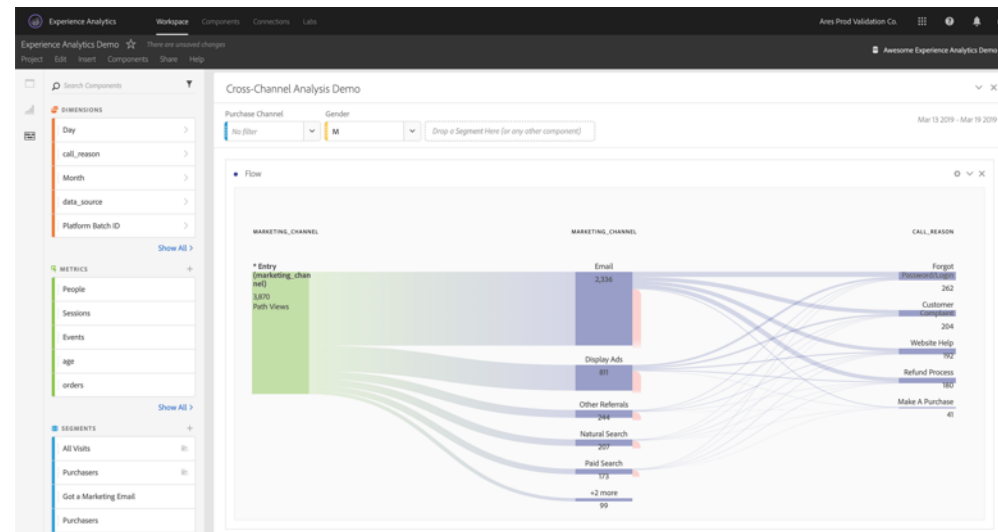 Experience Analytics Workspace Components Connections Labs Ares Prod Validation Co.
Experience Analytics Demo There are unsaved changes
Project Edit Insert Components Share Help Awesome Experience Analytics Demo
Search Components
DIMENSIONS
Day
call_reason
Month
data_source
Platform Batch ID
Show All >
METRICS
People
Sessions
Events
age
orders
Show All >
SEGMENTS
All Visits
Purchasers
Got a Marketing Email
Purchasers
Cross-Channel Analysis Demo
Purchase Channel Gender
No filter M Drop a Segment Here (or any other component) Mar 13 2019 - Mar 19 2019
Flow
MARKETING_CHANNEL MARKETING_CHANNEL CALL_REASON
* Entry
(marketing_chan
nel)
3,870
Path Views
Email
2,336
Display Ads
811
Other Referrals
244
Natural Search
207
Paid Search
173
+2 more
99
Forgot
Password/Login
262
Customer
Complaint
204
Website Help
192
Refund Process
180
Make A Purchase
41